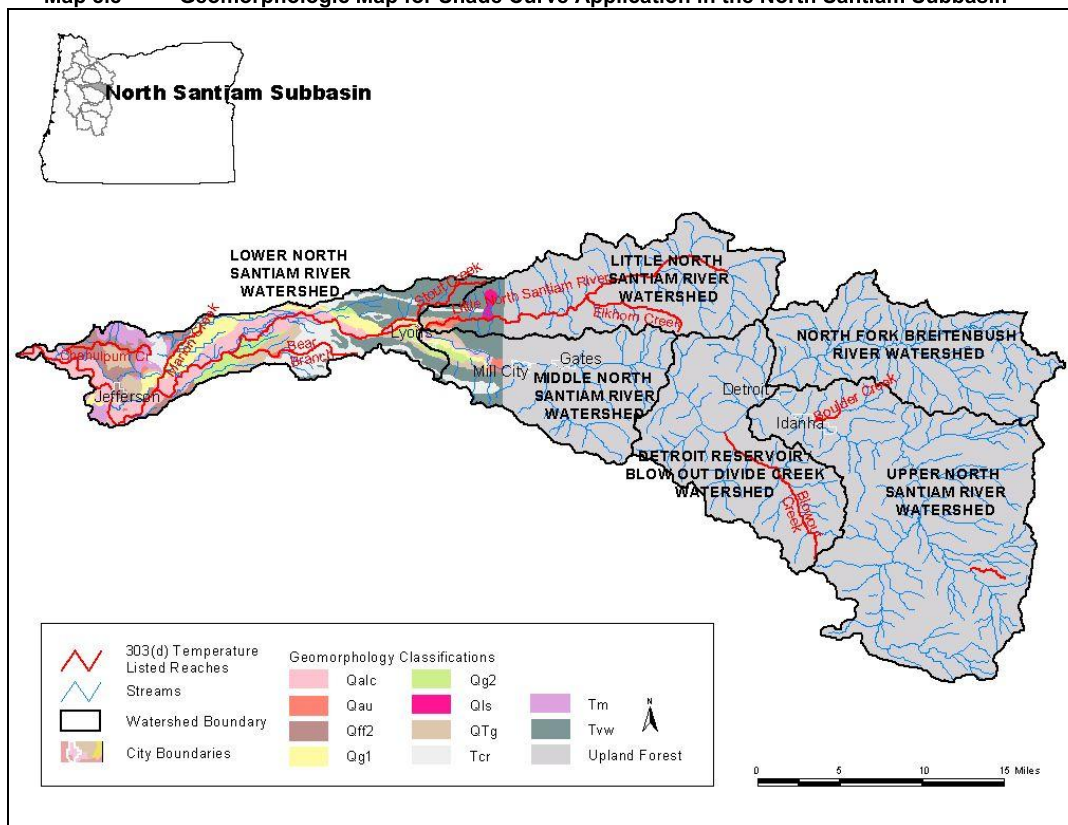 Geomorphologic Map for Shade Curve Application in the North Santiam Subbasin
North Santiam Subbasin
LOWER NORTH
SANTIAM RIVER
WATERSHED
LITTLE NORTH
SANTIAM RIVER
WATERSHED
NORTH FORK BREITENBUSH
RIVER WATERSHED
MIDDLE NORTH
SANTIAM RIVER
WATERSHED
DETROIT RESERVOIR
BLOW OUT DIVIDE CREEK
WATERSHED
UPPER NORTH
SANTIAM RIVER
WATERSHED
Stout Creek
Little North Santiam River
Elkhorn Creek
Marion Creek
Bear
Branch
Chehulpum Cr
Jefferson
Lyons
Mill City
Gates
Detroit
Idanha
Boulder Creek
Blowout
Creek
303(d) Temperature
Listed Reaches
Streams
Watershed Boundary
City Boundaries
Geomorphology Classifications
Qalc
Qau
Qff2
Qg1
Qg2
Qls
QTg
Tcr
Tm
Tvw
Upland Forest
N
0 5 10 15 Miles